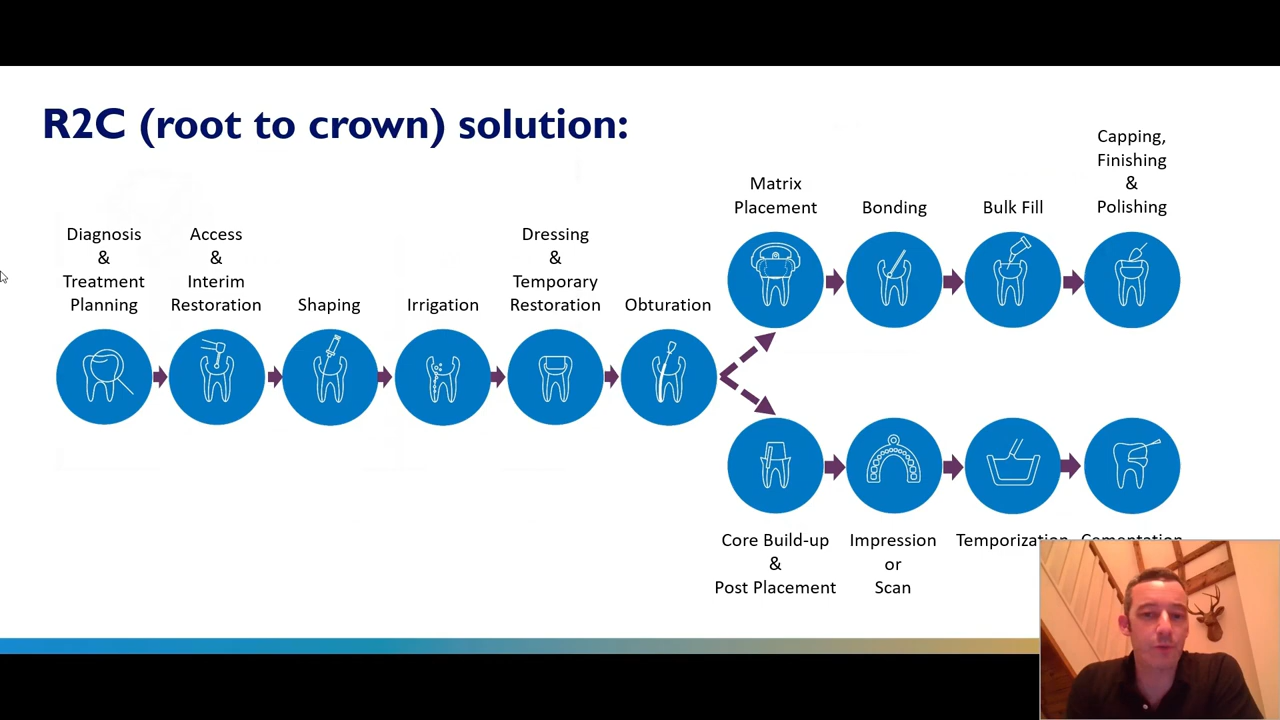 R2C (root to crown) solution:
Diagnosis
&
Treatment
Planning
Access
&
Interim
Restoration
Shaping
Irrigation
Dressing
&
Temporary
Restoration
Obturation
Matrix
Placement
Bonding
Bulk Fill
Capping,
Finishing
&
Polishing
Core Build-up
&
Post Placement
Impression
or
Scan
Temporization
Cementation